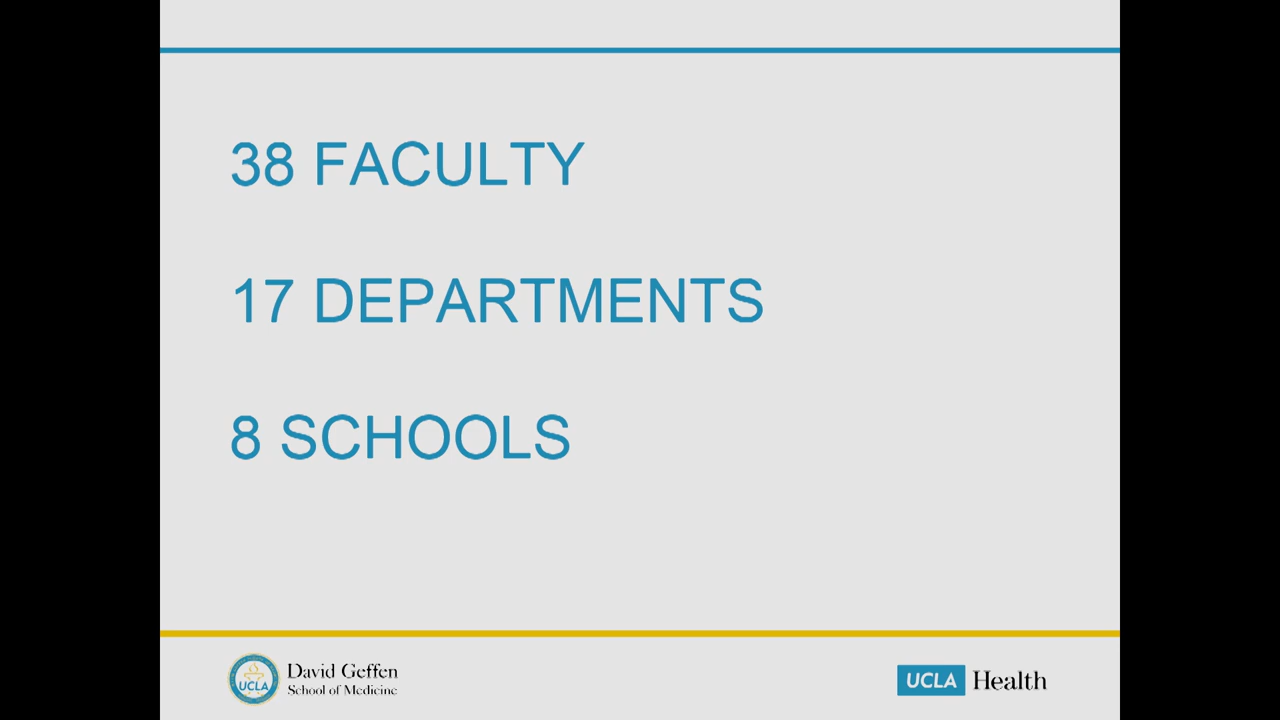 38 FACULTY
17 DEPARTMENTS
8 SCHOOLS
UCLA
David Geffen
School of Medicine
UCLA Health